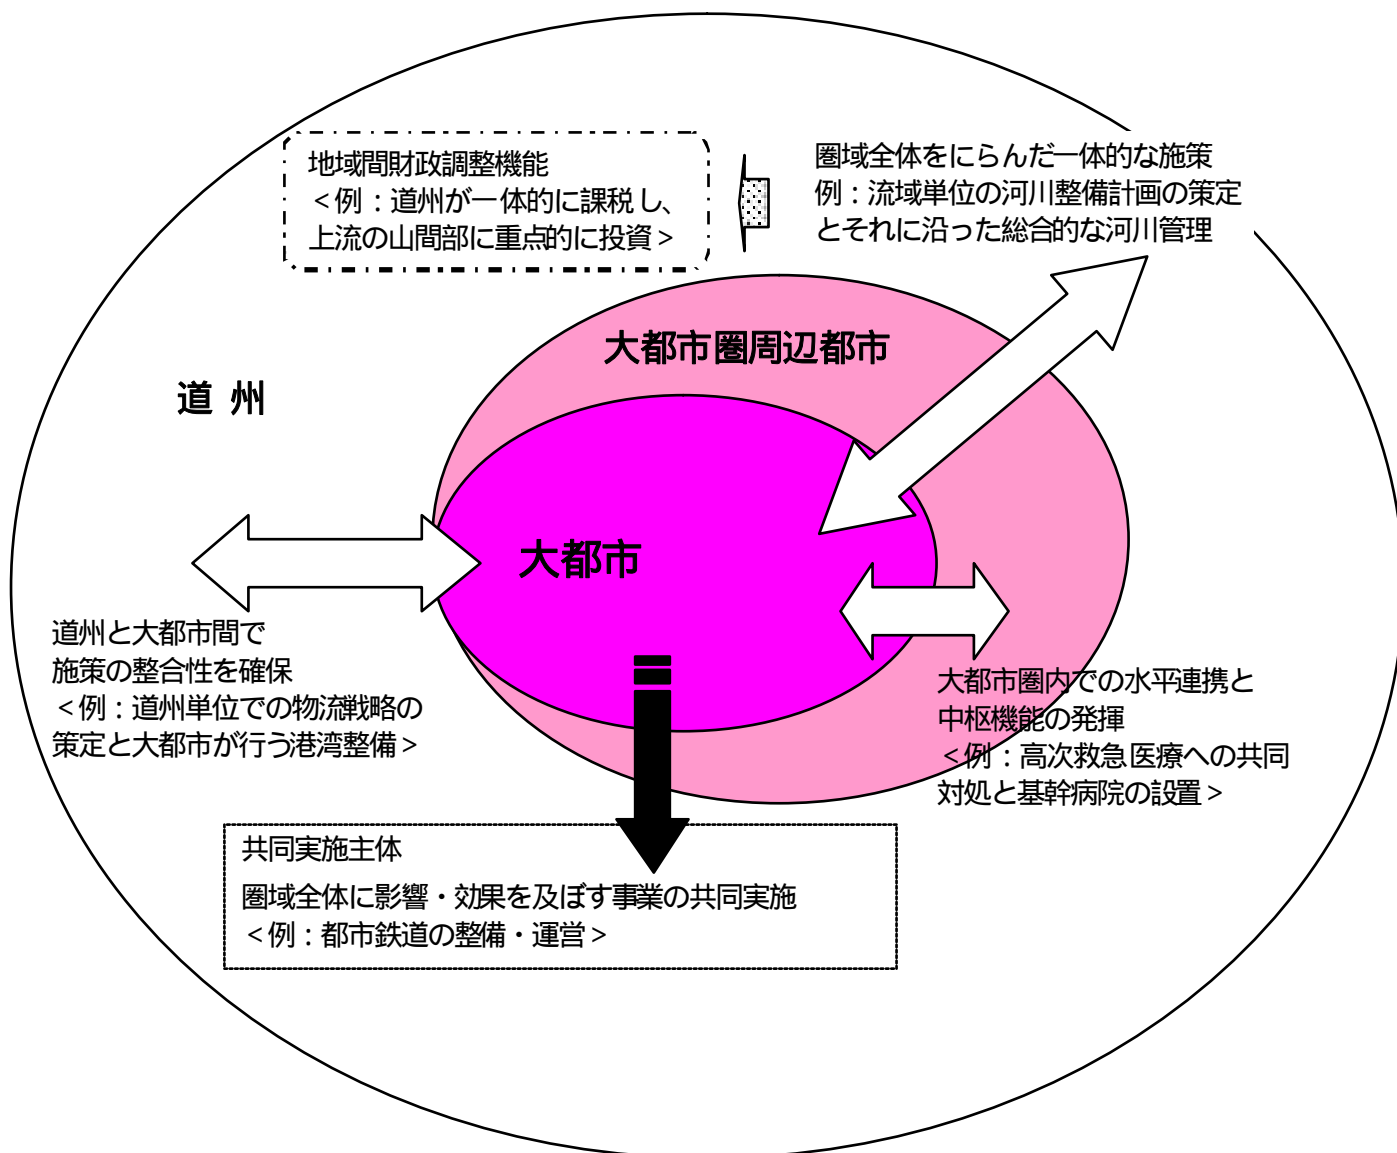 地域間財政調整機能
＜例：道州が一体的に課税し、
上流の山間部に重点的に投資＞
圏域全体をにらんだ一体的な施策
例：流域単位の河川整備計画の策定
とそれに沿った総合的な河川管理
大都市圏周辺都市
道 州
大都市
道州と大都市間で
施策の整合性を確保
＜例：道州単位での物流戦略の
策定と大都市が行う港湾整備＞
大都市圏内での水平連携と
中枢機能の発揮
＜例：高次救急医療への共同
対処と基幹病院の設置＞
共同実施主体
圏域全体に影響・効果を及ぼす事業の共同実施
＜例：都市鉄道の整備・運営＞